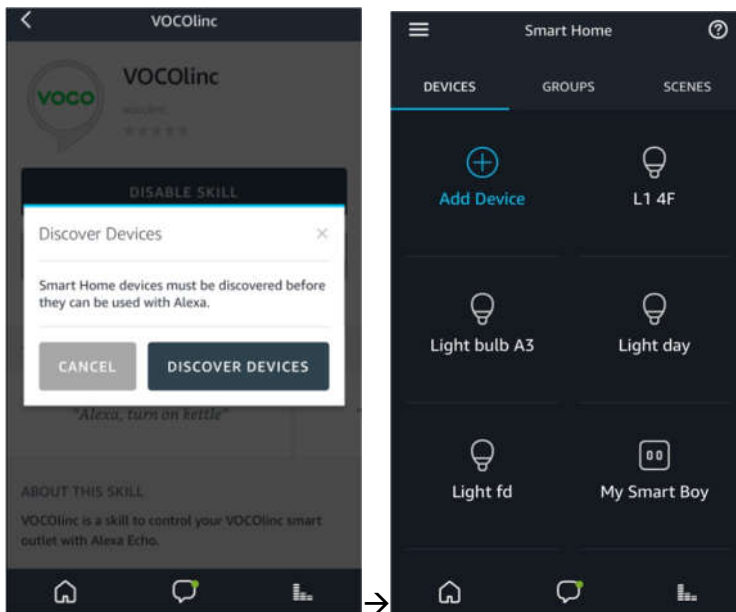 VOCOlinc
VOCO
VOCOlinc
vocolinc
DISABLE SKILL
Discover Devices
Smart Home devices must be discovered before
they can be used with Alexa.
CANCEL
DISCOVER DEVICES
"Alexa, turn on kettle"
ABOUT THIS SKILL
VOCOlinc is a skill to control your VOCOlinc smart
outlet with Alexa Echo.
→
Smart Home
DEVICES GROUPS SCENES
Add Device
L1 4F
Light bulb A3
Light day
Light fd
My Smart Boy